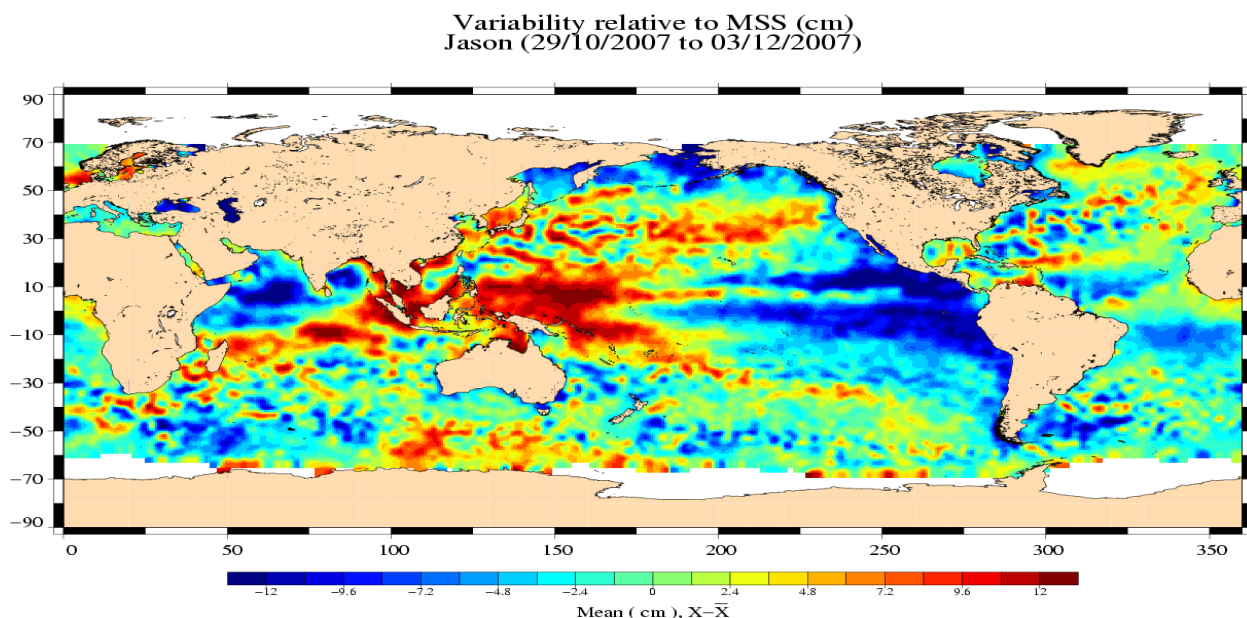 Variability relative to MSS (cm)
Jason (29/10/2007 to 03/12/2007)
90
70
50
30
10
−10
−30
−50
−70
−90
0 50 100 150 200 250 300 350
−12 −9.6 −7.2 −4.8 −2.4 0 2.4 4.8 7.2 9.6 12
Mean ( cm ), X−X̅